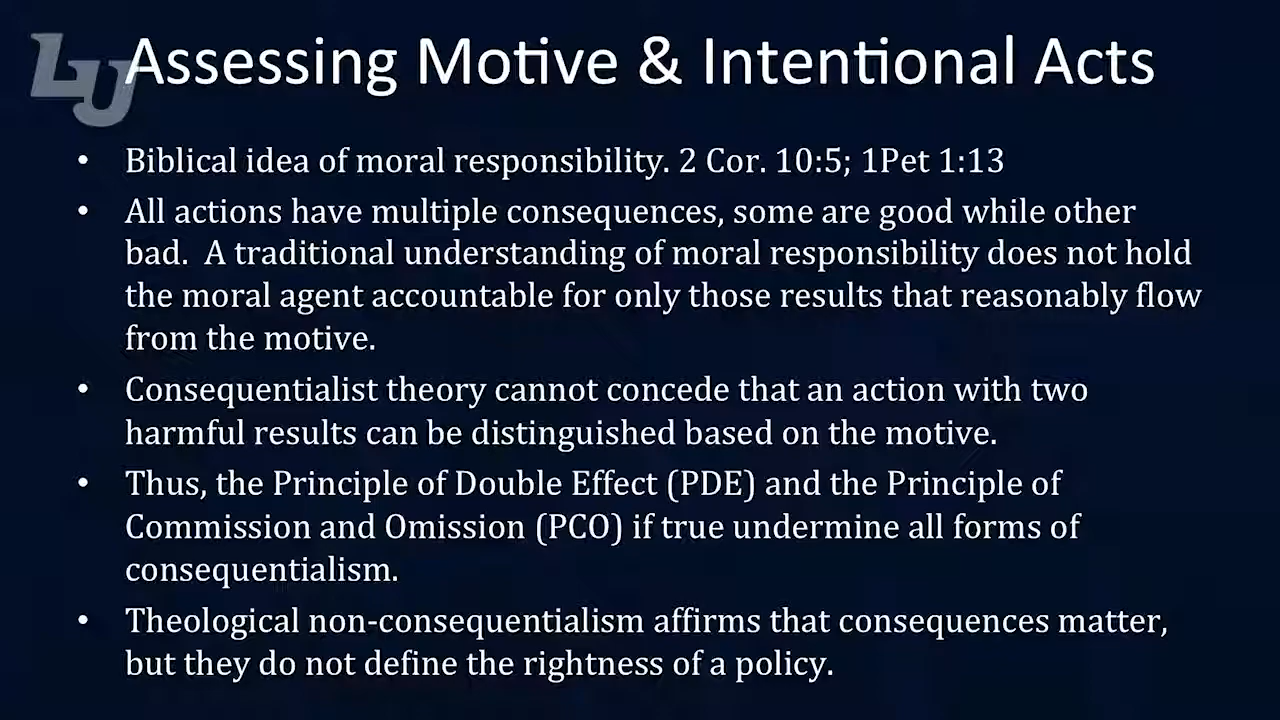 LU
Assessing Motive & Intentional Acts
• Biblical idea of moral responsibility. 2 Cor. 10:5; 1Pet 1:13
• All actions have multiple consequences, some are good while other
bad.  A traditional understanding of moral responsibility does not hold
the moral agent accountable for only those results that reasonably flow
from the motive.
• Consequentialist theory cannot concede that an action with two
harmful results can be distinguished based on the motive.
• Thus, the Principle of Double Effect (PDE) and the Principle of
Commission and Omission (PCO) if true undermine all forms of
consequentialism.
• Theological non-consequentialism affirms that consequences matter,
but they do not define the rightness of a policy.